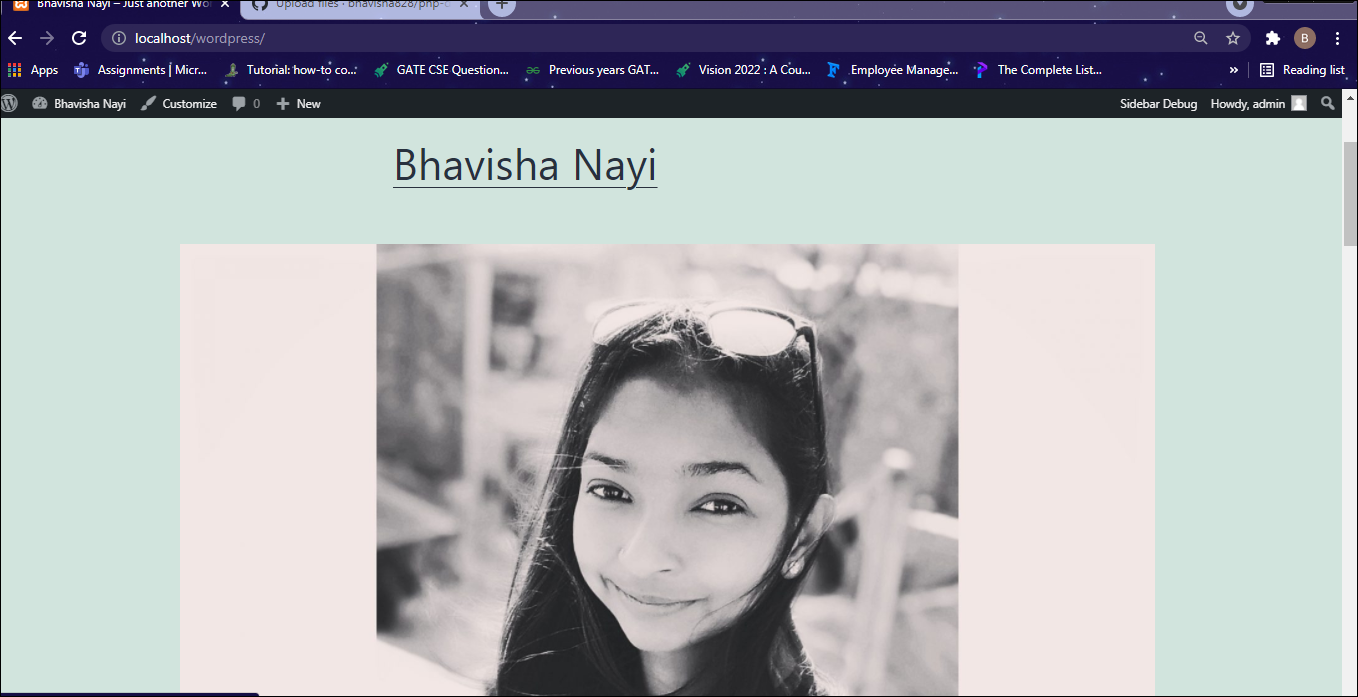 Bhavisha Nayi – Just another Wo
Upload files · bhavisha828/php-c
localhost/wordpress/
B
Apps Assignments | Micr... Tutorial: how-to co... GATE CSE Question... Previous years GAT... Vision 2022 : A Cou... Employee Manage... The Complete List... » Reading list
Bhavisha Nayi Customize 0 New Sidebar Debug Howdy, admin
Bhavisha Nayi